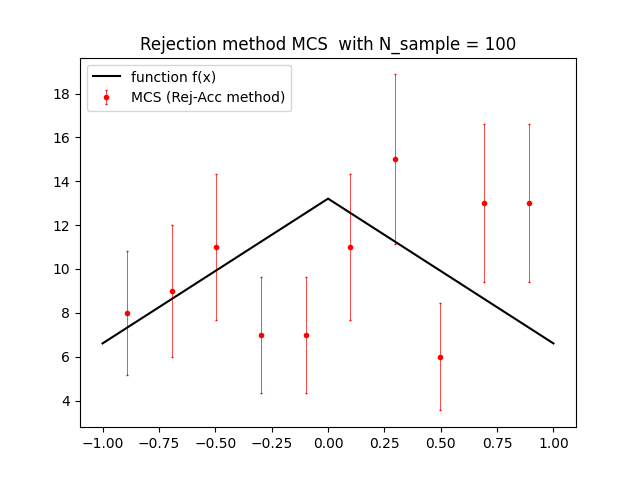 Rejection method MCS  with N_sample = 100
function f(x)
MCS (Rej-Acc method)
18
16
14
12
10
8
6
4
−1.00 −0.75 −0.50 −0.25 0.00 0.25 0.50 0.75 1.00